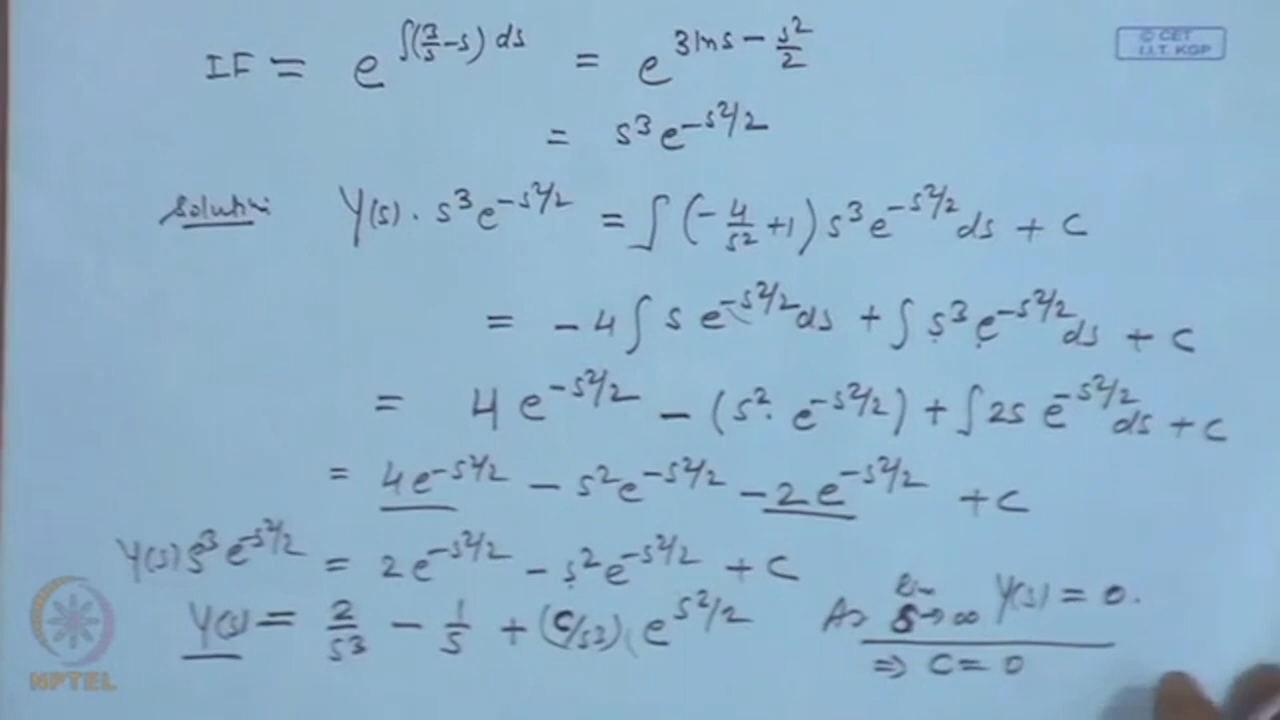 IF = e^{∫(3/s − s) ds} = e^{3 ln s − s²/2}
© CET
I.I.T. KGP
= s³ e^{−s²/2}
Solution Y(s) · s³ e^{−s²/2} = ∫ (−4/s² + 1) s³ e^{−s²/2} ds + c
= −4 ∫ s e^{−s²/2} ds + ∫ s³ e^{−s²/2} ds + c
= 4 e^{−s²/2} − (s² · e^{−s²/2}) + ∫ 2s e^{−s²/2} ds + c
= 4e^{−s²/2} − s² e^{−s²/2} − 2e^{−s²/2} + c
Y(s) s³ e^{−s²/2} = 2e^{−s²/2} − s² e^{−s²/2} + c
Y(s) = 2/s³ − 1/s + (c/s³) e^{s²/2} As lim s→∞ Y(s) = 0.
⇒ c = 0
NPTEL